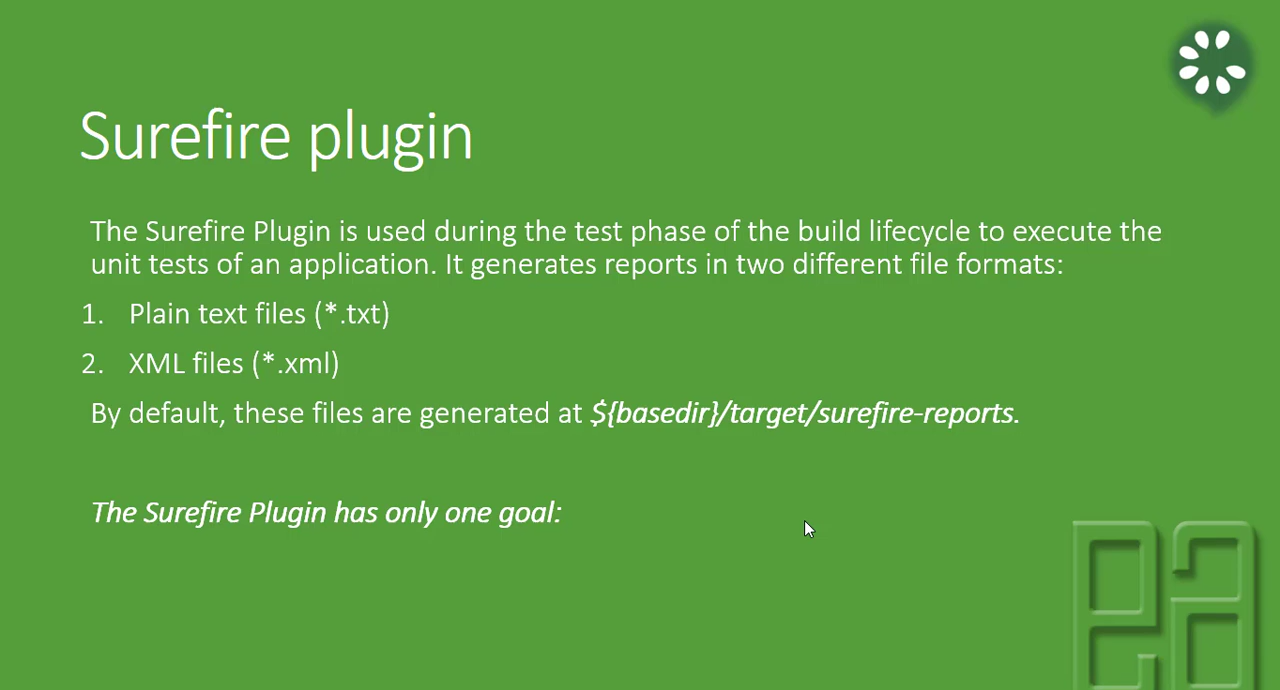 Surefire plugin
The Surefire Plugin is used during the test phase of the build lifecycle to execute the
unit tests of an application. It generates reports in two different file formats:
1. Plain text files (*.txt)
2. XML files (*.xml)
By default, these files are generated at ${basedir}/target/surefire-reports.
The Surefire Plugin has only one goal: